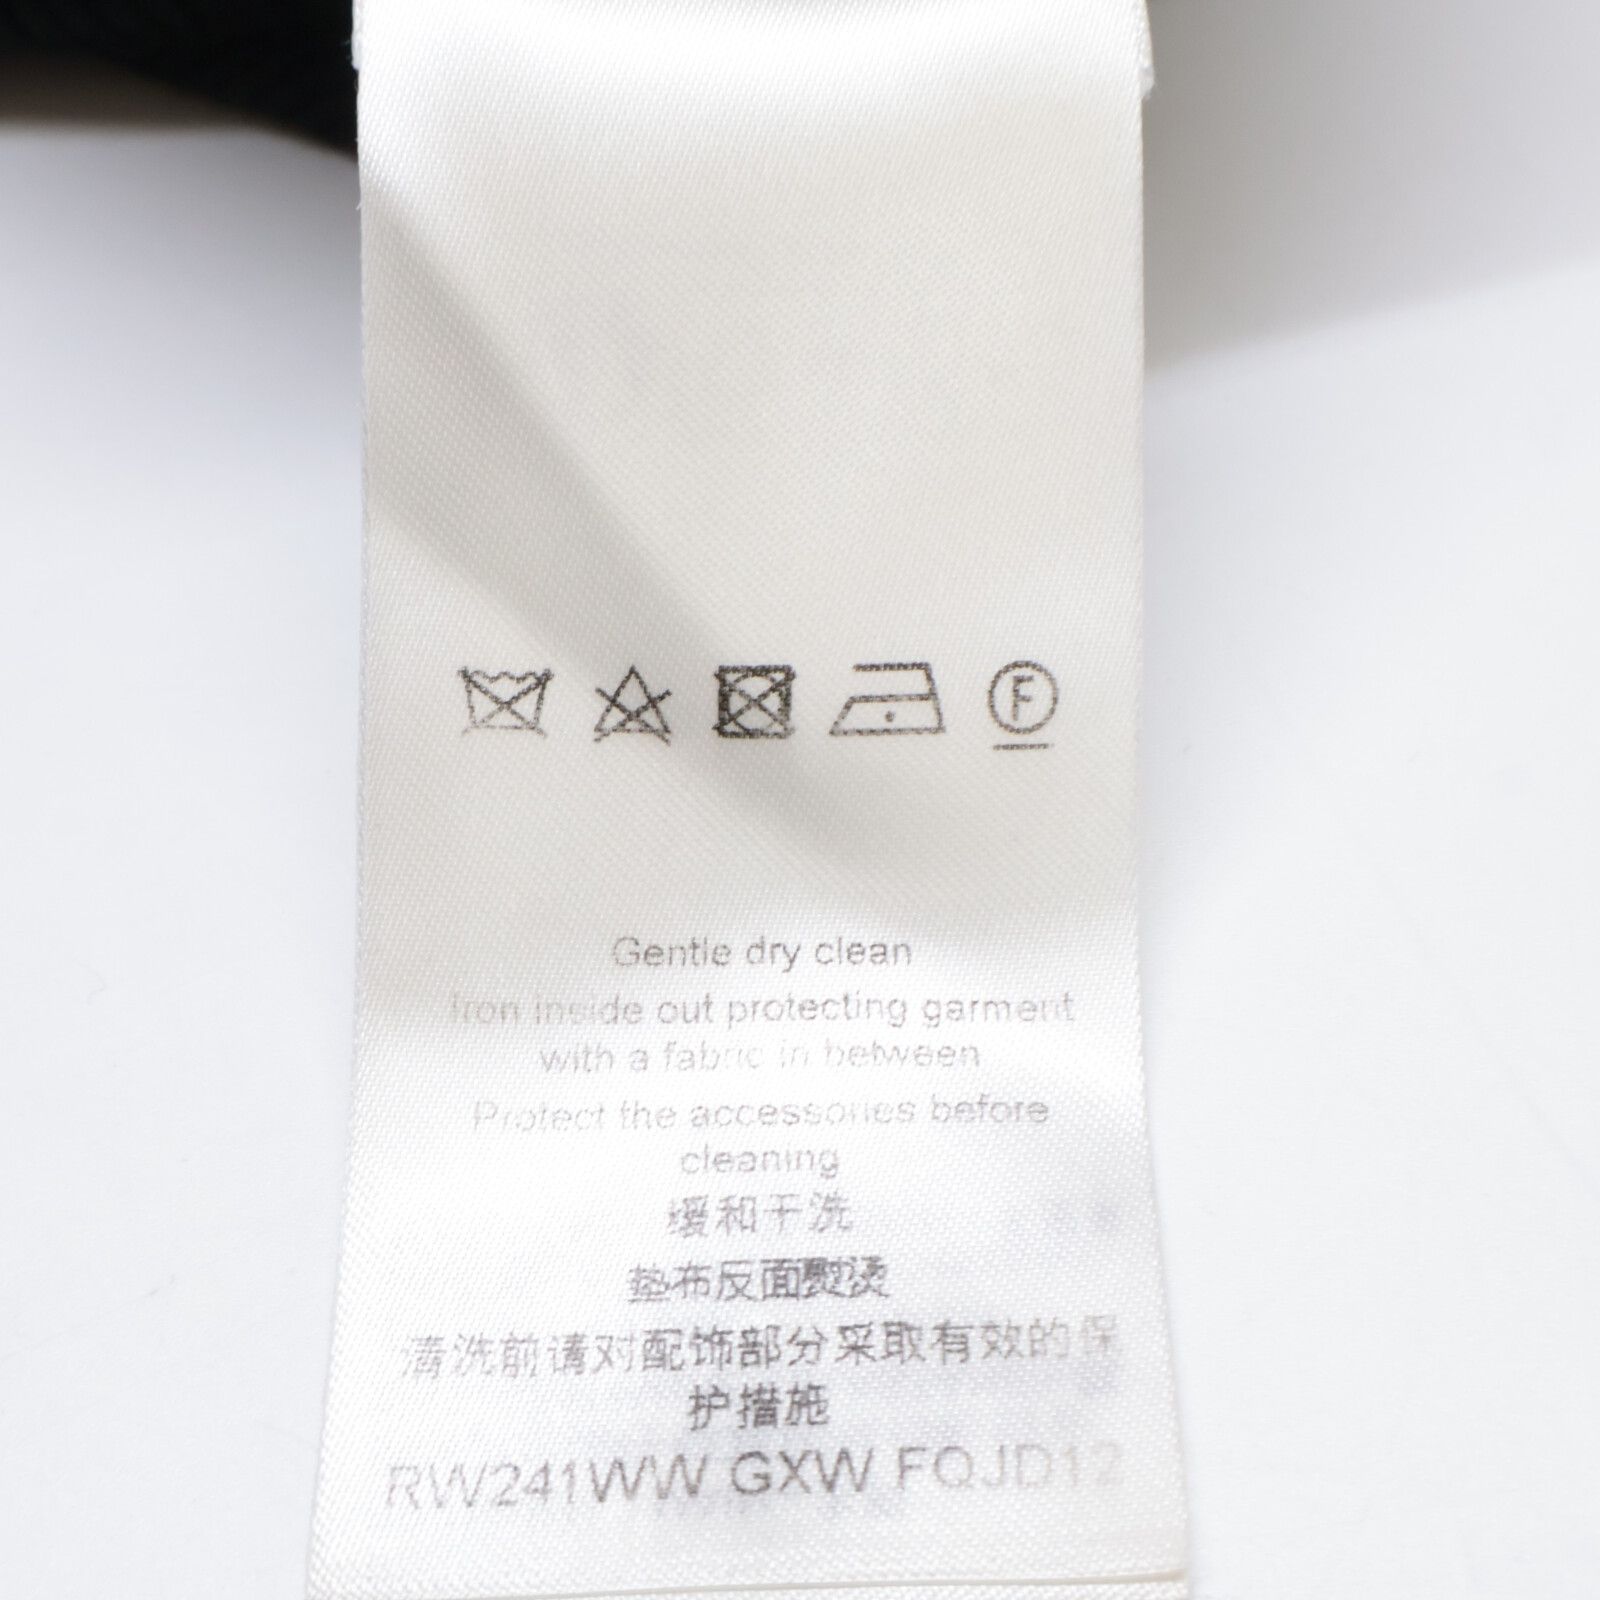 F
Gentle dry clean
Iron inside out protecting garment
with a fabric in between
Protect the accessories before
cleaning
缓和干洗
垫布反面熨烫
清洗前请对配饰部分采取有效的保
护措施
RW241WW GXW FQJD12